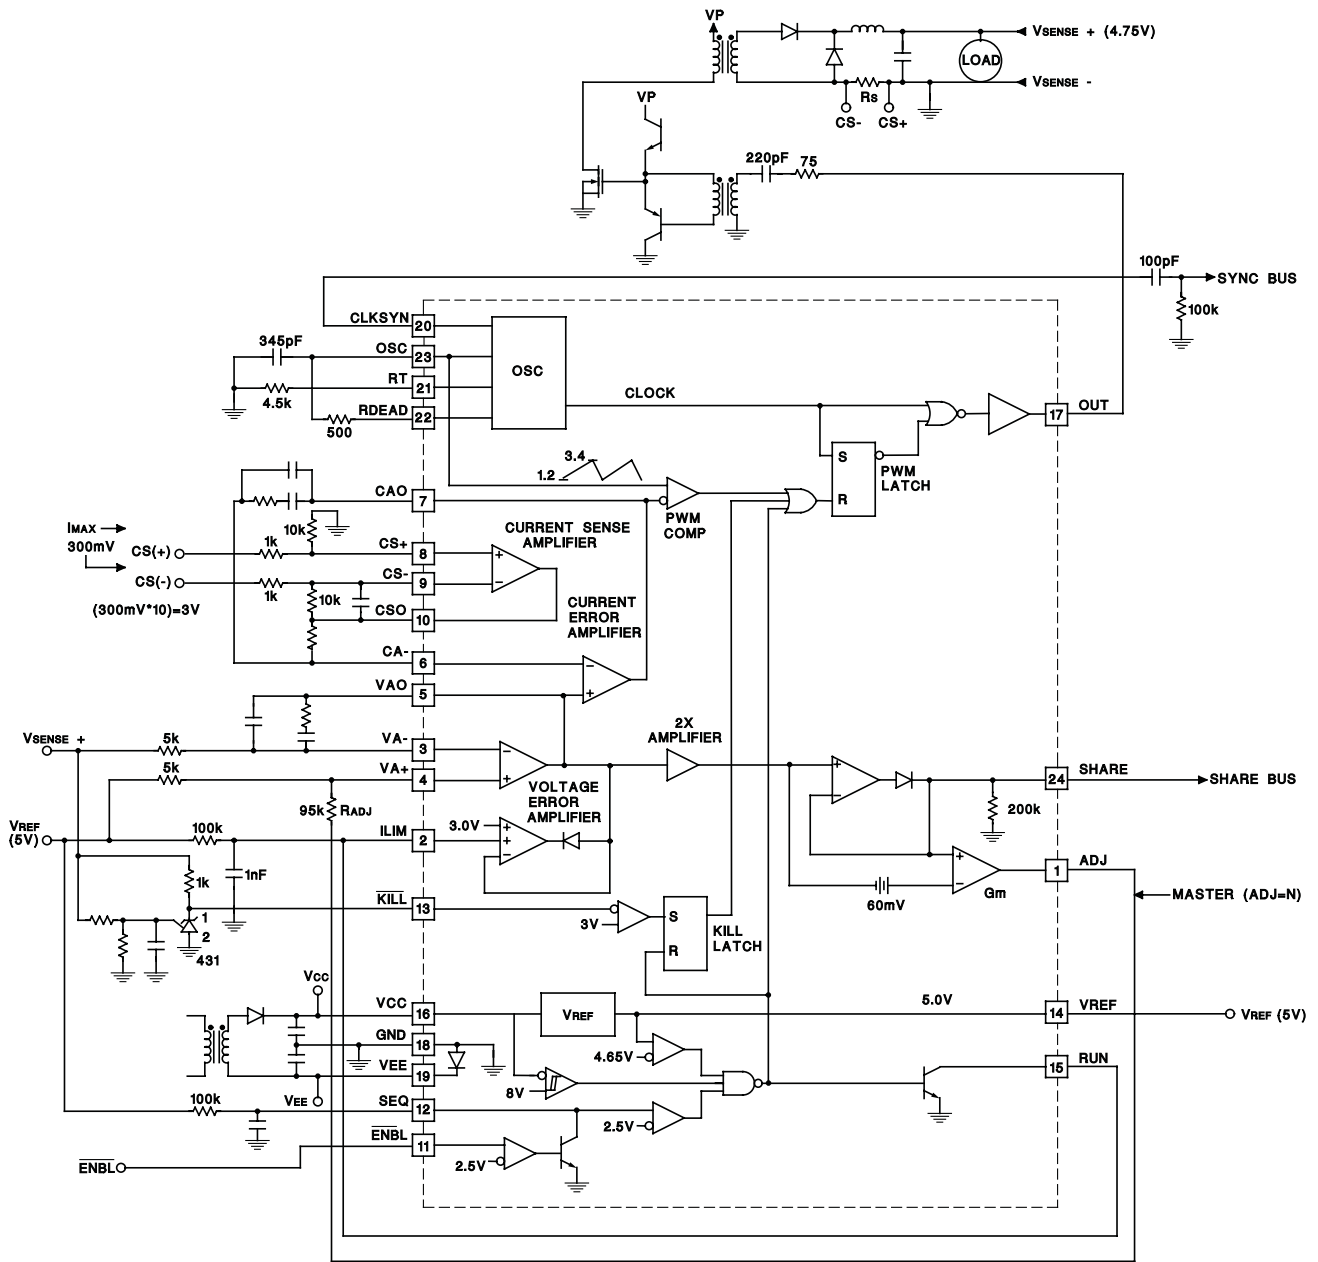 VP
VSENSE + (4.75V)
LOAD
VSENSE -
Rs
CS-
CS+
VP
220pF
75
100pF
SYNC BUS
100k
CLKSYN
20
345pF
OSC
23
OSC
RT
21
4.5k
CLOCK
RDEAD
22
500
17
OUT
3.4
1.2
S
R
PWM
LATCH
CAO
7
PWM
COMP
IMAX
300mV
10k
CURRENT SENSE
AMPLIFIER
CS(+)
1k
CS+
8
+
−
CS(-)
1k
CS-
9
(300mV*10)=3V
10k
CSO
10
CURRENT
ERROR
AMPLIFIER
CA-
6
−
+
VAO
5
2X
AMPLIFIER
VSENSE +
5k
VA-
3
−
+
5k
VA+
4
VOLTAGE
ERROR
AMPLIFIER
+
−
24
SHARE
SHARE BUS
200k
95k RADJ
VREF
(5V)
100k
ILIM
2
3.0V
+
+
−
+
−
Gm
60mV
1
ADJ
MASTER (ADJ=N)
1k
1nF
KILL
13
3V
S
R
KILL
LATCH
1
2
431
VCC
VCC
16
VREF
5.0V
14
VREF
VREF (5V)
GND
18
4.65V
15
RUN
VEE
19
8V
VEE
100k
SEQ
12
2.5V
ENBL
11
2.5V
ENBL